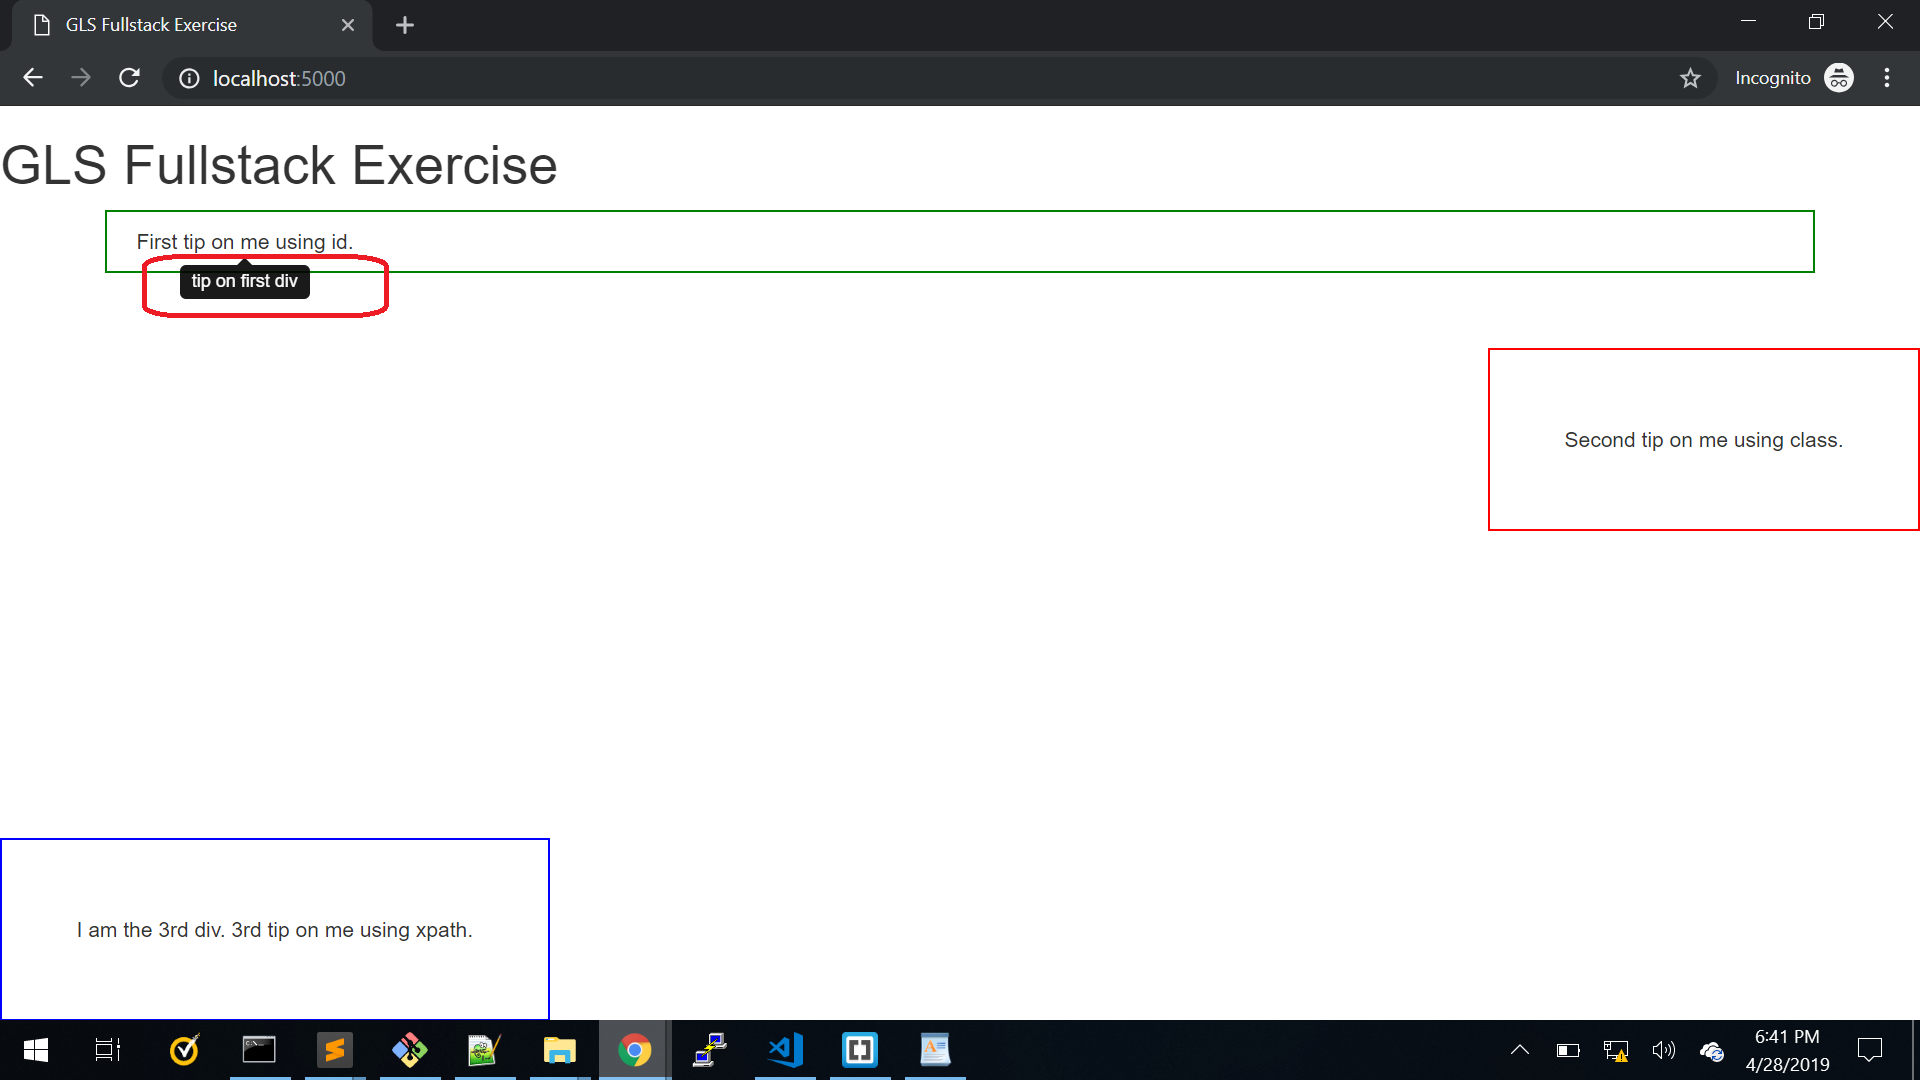 GLS Fullstack Exercise
localhost:5000
Incognito
GLS Fullstack Exercise
First tip on me using id.
tip on first div
Second tip on me using class.
I am the 3rd div. 3rd tip on me using xpath.
6:41 PM
4/28/2019